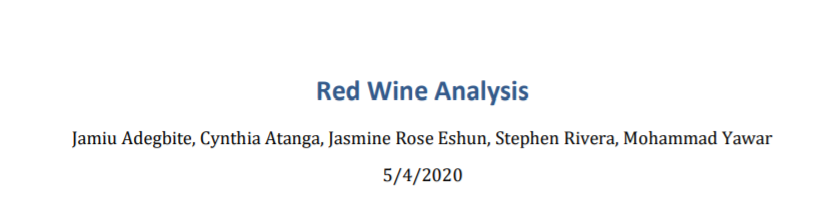 Red Wine Analysis
Jamiu Adegbite, Cynthia Atanga, Jasmine Rose Eshun, Stephen Rivera, Mohammad Yawar
5/4/2020